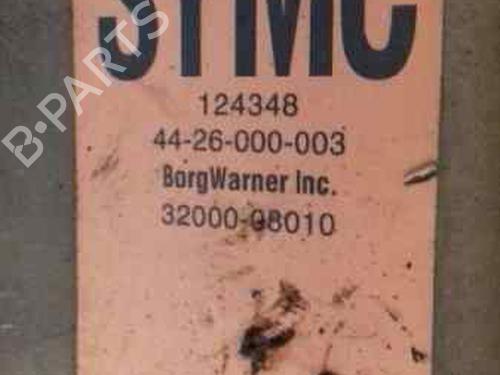 SYMC
124348
44-26-000-003
BorgWarner Inc.
32000-08010
B-PARTS